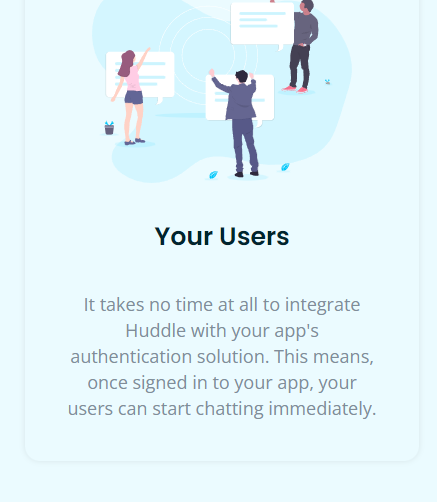 Your Users
It takes no time at all to integrate
Huddle with your app's
authentication solution. This means,
once signed in to your app, your
users can start chatting immediately.